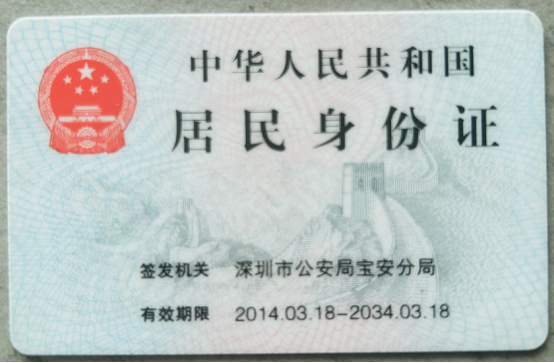 中华人民共和国
居民身份证
签发机关 深圳市公安局宝安分局
有效期限 2014.03.18-2034.03.18